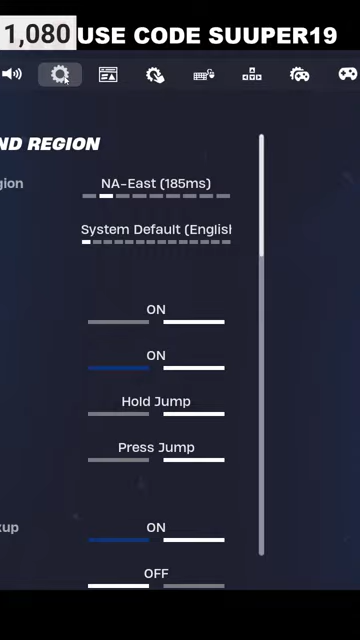 1,080 USE CODE SUUPER19
ND REGION
gion NA-East (185ms)
System Default (English
ON
ON
Hold Jump
Press Jump
kup ON
OFF